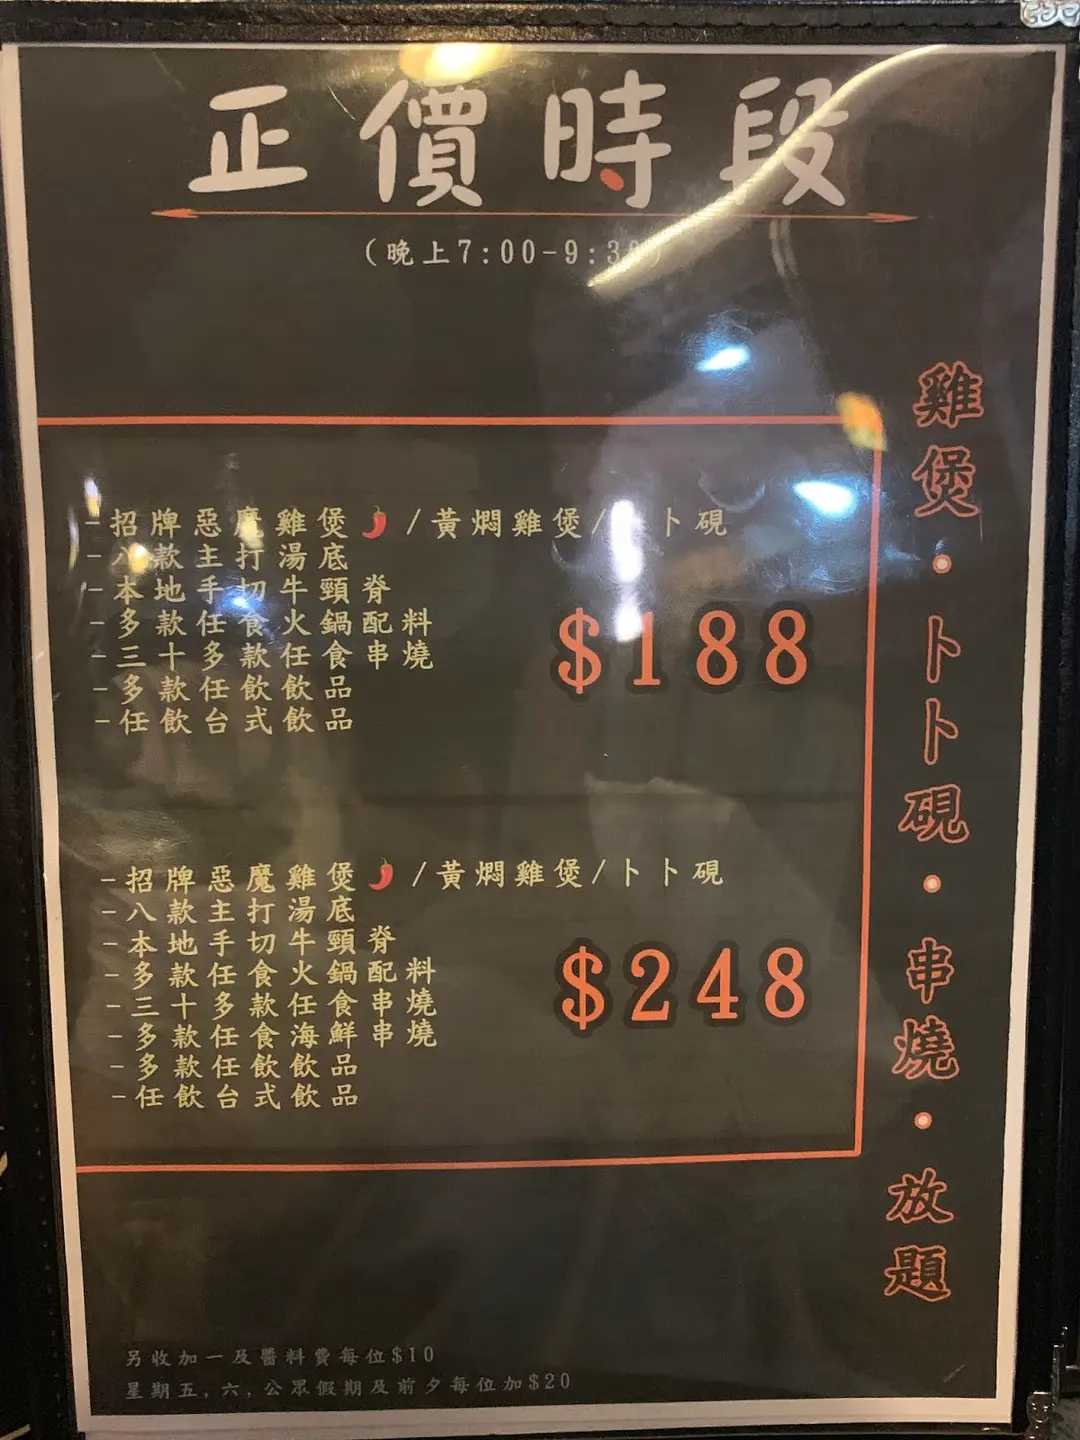 正價時段
(晚上7:00-9:30)
-招牌惡魔雞煲🌶/黃燜雞煲/卜卜硯
-八款主打湯底
-本地手切牛頸脊
-多款任食火鍋配料
-三十多款任食串燒
-多款任飲飲品
-任飲台式飲品
$188
-招牌惡魔雞煲🌶/黃燜雞煲/卜卜硯
-八款主打湯底
-本地手切牛頸脊
-多款任食火鍋配料
-三十多款任食串燒
-多款任食海鮮串燒
-多款任飲飲品
-任飲台式飲品
$248
雞煲·卜卜硯·串燒·放題
另收加一及醬料費每位$10
星期五,六,公眾假期及前夕每位加$20